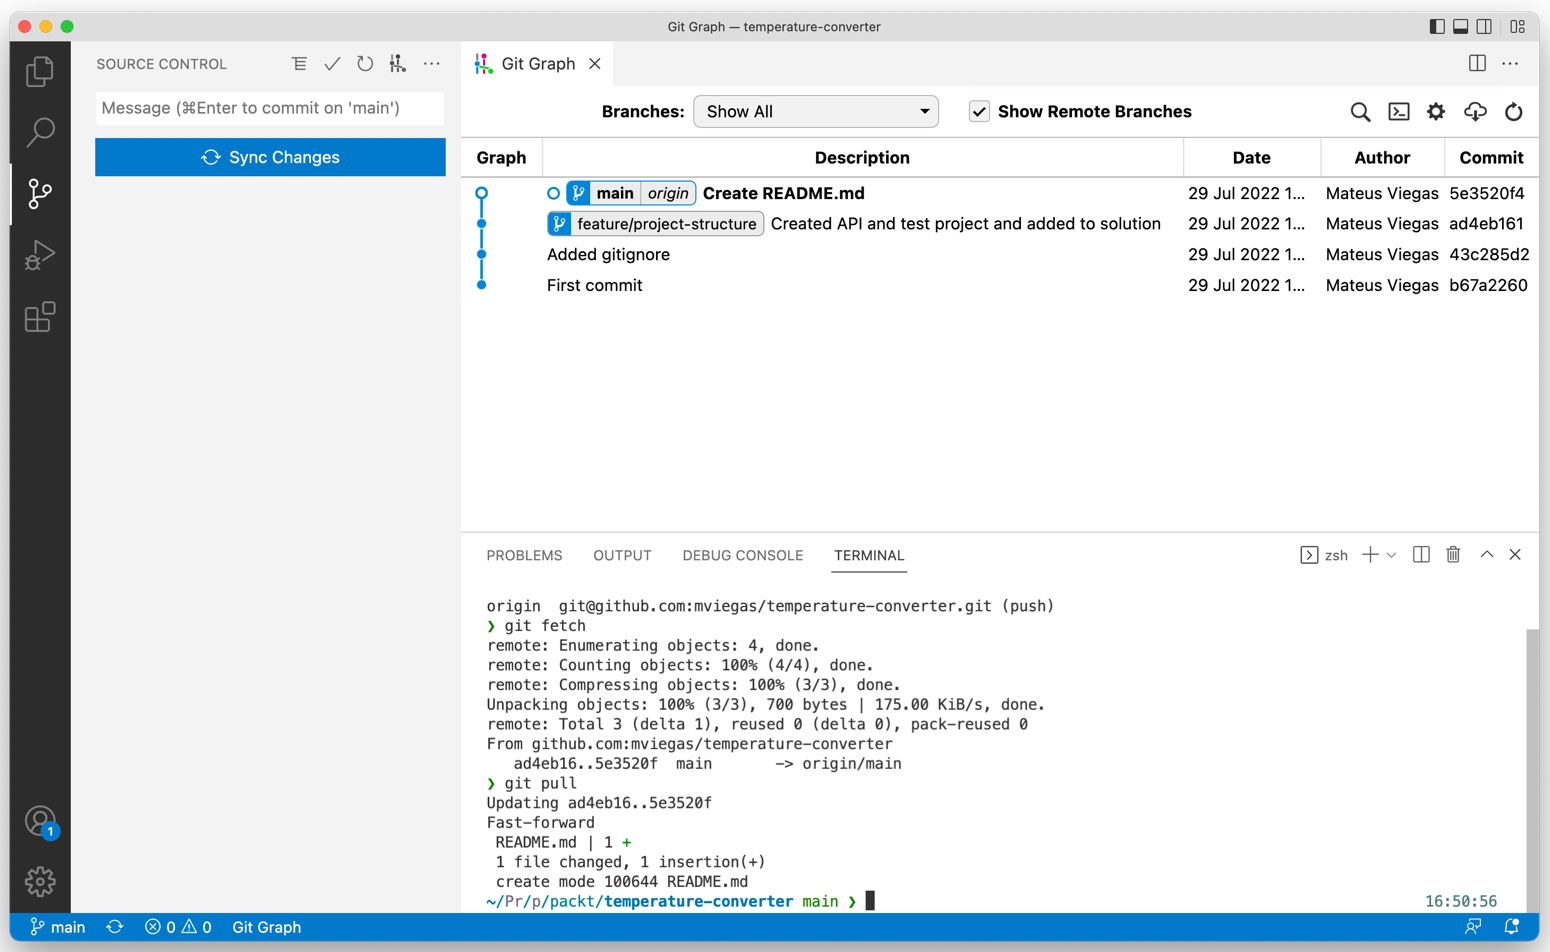 Git Graph — temperature-converter
SOURCE CONTROL
Message (⌘Enter to commit on 'main')
Sync Changes
Git Graph
Branches: Show All Show Remote Branches
Graph Description Date Author Commit
main origin Create README.md 29 Jul 2022 1... Mateus Viegas 5e3520f4
feature/project-structure Created API and test project and added to solution 29 Jul 2022 1... Mateus Viegas ad4eb161
Added gitignore 29 Jul 2022 1... Mateus Viegas 43c285d2
First commit 29 Jul 2022 1... Mateus Viegas b67a2260
PROBLEMS OUTPUT DEBUG CONSOLE TERMINAL zsh
origin  git@github.com:mviegas/temperature-converter.git (push)
❯ git fetch
remote: Enumerating objects: 4, done.
remote: Counting objects: 100% (4/4), done.
remote: Compressing objects: 100% (3/3), done.
Unpacking objects: 100% (3/3), 700 bytes | 175.00 KiB/s, done.
remote: Total 3 (delta 1), reused 0 (delta 0), pack-reused 0
From github.com:mviegas/temperature-converter
   ad4eb16..5e3520f  main       -> origin/main
❯ git pull
Updating ad4eb16..5e3520f
Fast-forward
 README.md | 1 +
 1 file changed, 1 insertion(+)
 create mode 100644 README.md
~/Pr/p/packt/temperature-converter main ❯ 16:50:56
1
main 0 0 Git Graph